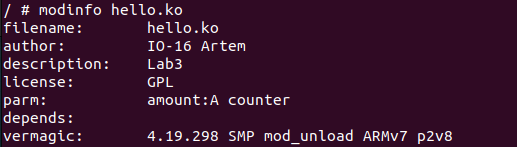 / # modinfo hello.ko
filename:       hello.ko
author:         IO-16 Artem
description:    Lab3
license:        GPL
parm:           amount:A counter
depends:
vermagic:       4.19.298 SMP mod_unload ARMv7 p2v8